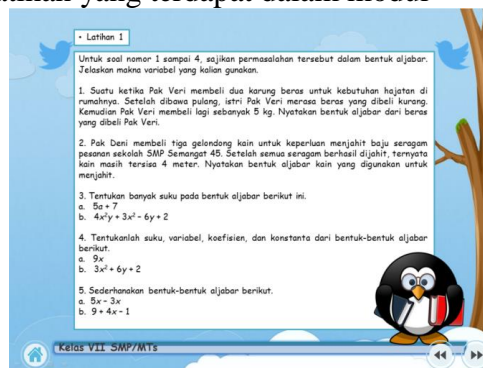 • Latihan 1
Untuk soal nomor 1 sampai 4, sajikan permasalahan tersebut dalam bentuk aljabar.
Jelaskan makna variabel yang kalian gunakan.
1. Suatu ketika Pak Veri membeli dua karung beras untuk kebutuhan hajatan di
rumahnya. Setelah dibawa pulang, istri Pak Veri merasa beras yang dibeli kurang.
Kemudian Pak Veri membeli lagi sebanyak 5 kg. Nyatakan bentuk aljabar dari beras
yang dibeli Pak Veri.
2. Pak Deni membeli tiga gelondong kain untuk keperluan menjahit baju seragam
pesanan sekolah SMP Semangat 45. Setelah semua seragam berhasil dijahit, ternyata
kain masih tersisa 4 meter. Nyatakan bentuk aljabar kain yang digunakan untuk
menjahit.
3. Tentukan banyak suku pada bentuk aljabar berikut ini.
a. 5a + 7
b. 4x²y + 3x² – 6y + 2
4. Tentukanlah suku, variabel, koefisien, dan konstanta dari bentuk-bentuk aljabar
berikut.
a. 9x
b. 3x² + 6y + 2
5. Sederhanakan bentuk-bentuk aljabar berikut.
a. 5x – 3x
b. 9 + 4x – 1
Kelas VII SMP/MTs